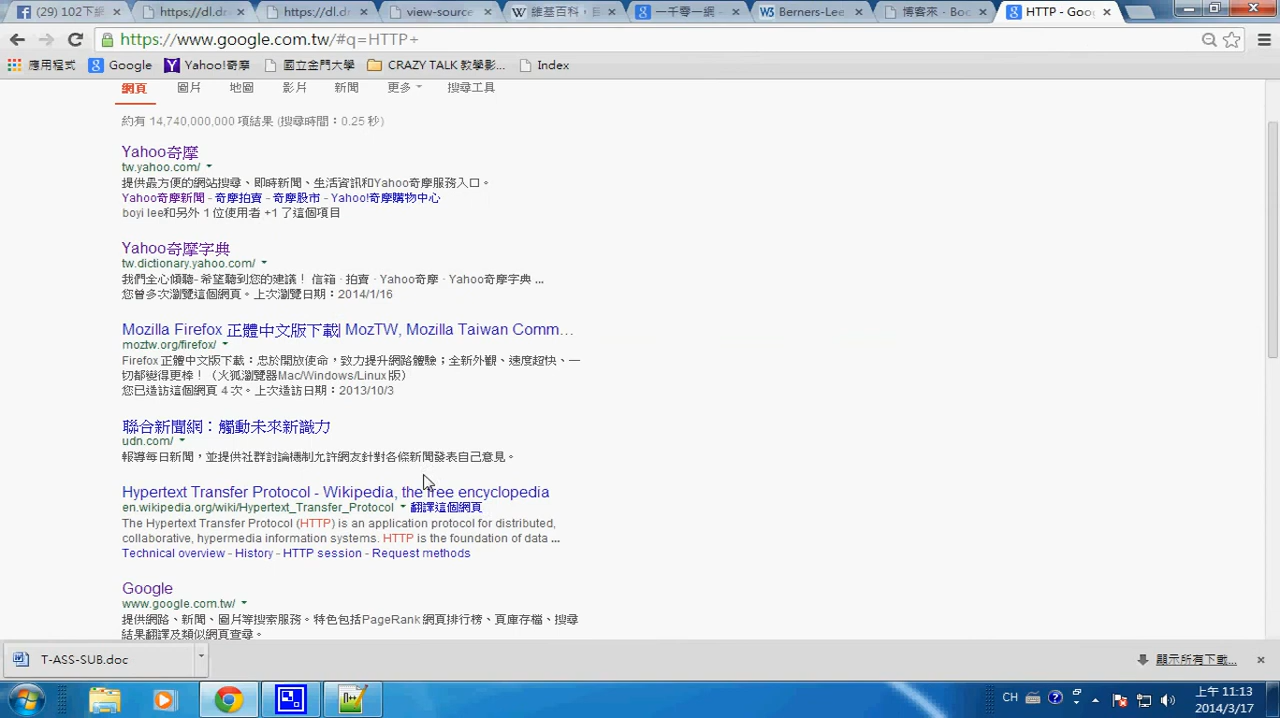 (29) 102下網
https://dl.dr
https://dl.dr
view-source
維基百科，自
一千零一網
Berners-Lee
博客來 - Boo
HTTP - Goo
https://www.google.com.tw/#q=HTTP+
應用程式
Google
Yahoo!奇摩
國立金門大學
CRAZY TALK 教學影...
Index
網頁 圖片 地圖 影片 新聞 更多 搜尋工具
約有 14,740,000,000 項結果 (搜尋時間：0.25 秒)
Yahoo奇摩
tw.yahoo.com/
提供最方便的網站搜尋、即時新聞、生活資訊和Yahoo奇摩服務入口。
Yahoo奇摩新聞 - 奇摩拍賣 - 奇摩股市 - Yahoo!奇摩購物中心
boyi lee和另外 1 位使用者 +1 了這個項目
Yahoo奇摩字典
tw.dictionary.yahoo.com/
我們全心傾聽- 希望聽到您的建議！ 信箱 · 拍賣 · Yahoo奇摩 · Yahoo奇摩字典 ...
您曾多次瀏覽這個網頁。上次瀏覽日期：2014/1/16
Mozilla Firefox 正體中文版下載| MozTW, Mozilla Taiwan Comm...
moztw.org/firefox/
Firefox 正體中文版下載：忠於開放使命，致力提升網路體驗；全新外觀、速度超快、一
切都變得更棒！（火狐瀏覽器Mac/Windows/Linux版）
您已造訪這個網頁 4 次。上次造訪日期：2013/10/3
聯合新聞網：觸動未來新識力
udn.com/
報導每日新聞，並提供社群討論機制允許網友針對各條新聞發表自己意見。
Hypertext Transfer Protocol - Wikipedia, the free encyclopedia
en.wikipedia.org/wiki/Hypertext_Transfer_Protocol 翻譯這個網頁
The Hypertext Transfer Protocol (HTTP) is an application protocol for distributed,
collaborative, hypermedia information systems. HTTP is the foundation of data ...
Technical overview - History - HTTP session - Request methods
Google
www.google.com.tw/
提供網路、新聞、圖片等搜索服務。特色包括PageRank 網頁排行榜、頁庫存檔、搜尋
結果翻譯及類似網頁查尋。
T-ASS-SUB.doc
顯示所有下載...
CH
上午 11:13
2014/3/17